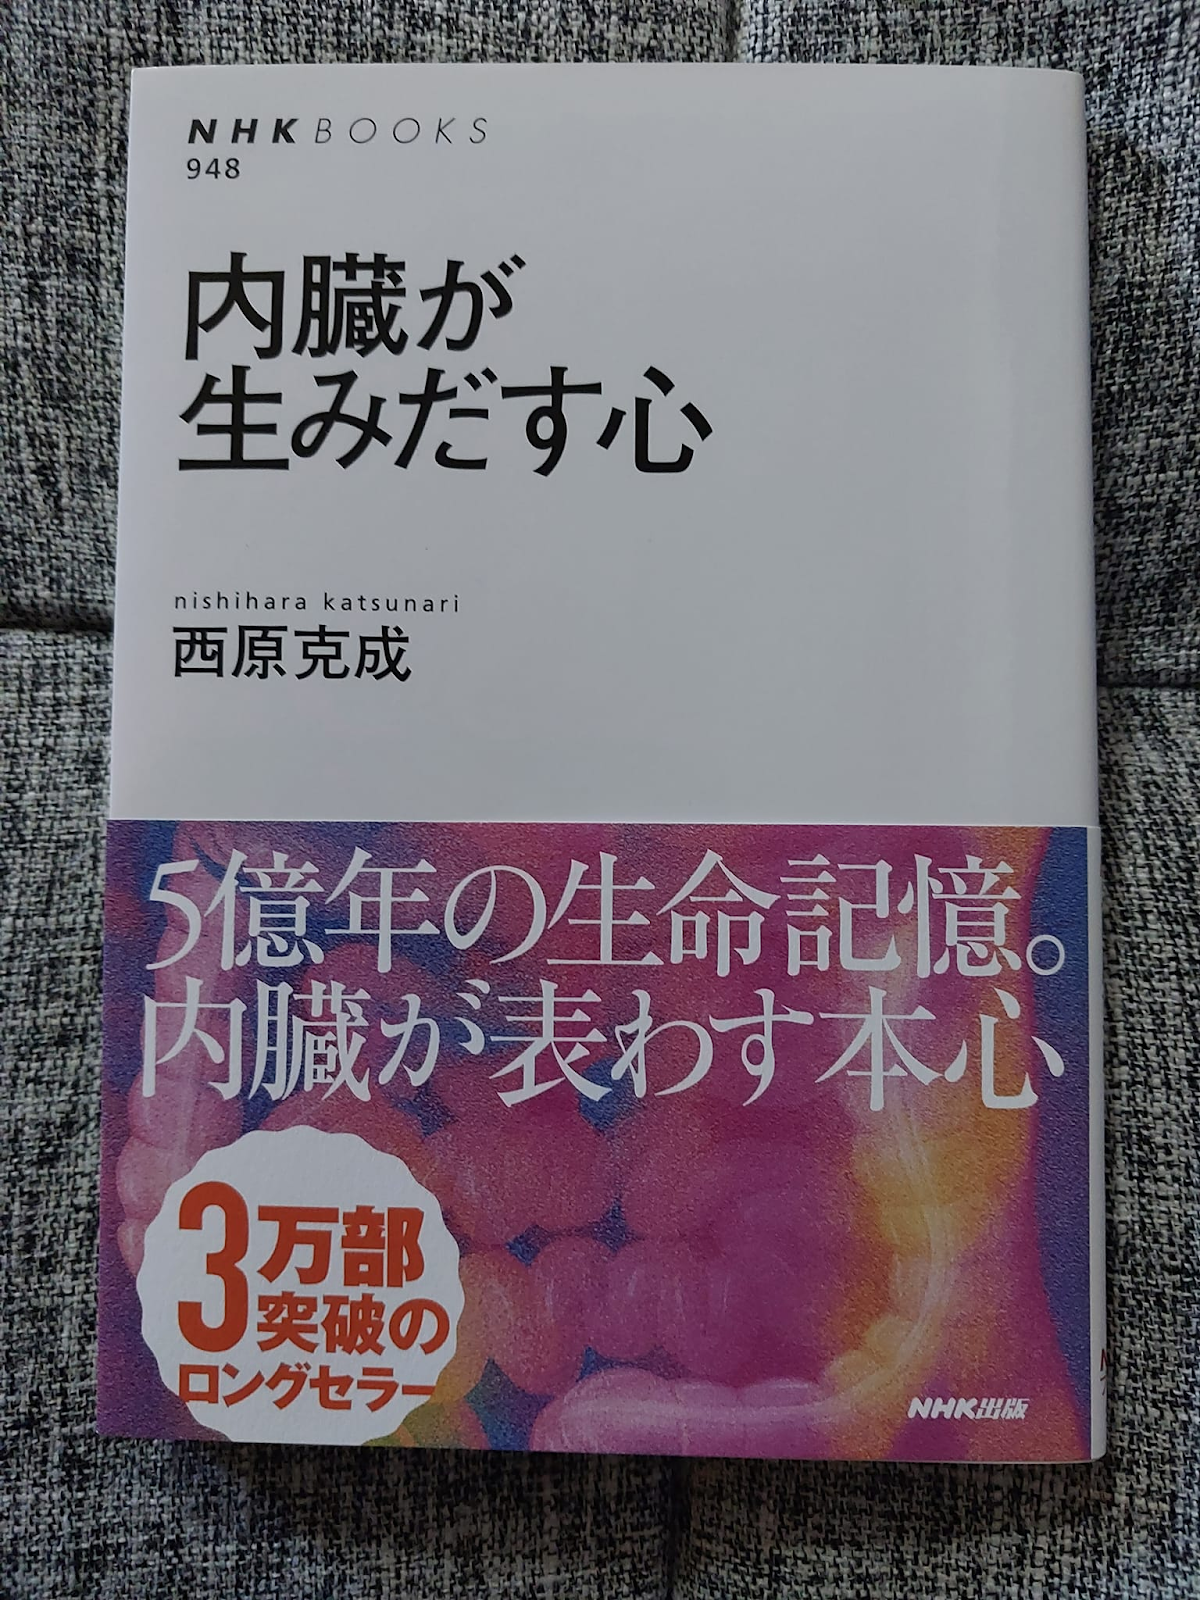 NHK BOOKS
948
内臓が
生みだす心
nishihara katsunari
西原克成
5億年の生命記憶。
内臓が表わす本心
3万部
突破の
ロングセラー
NHK出版